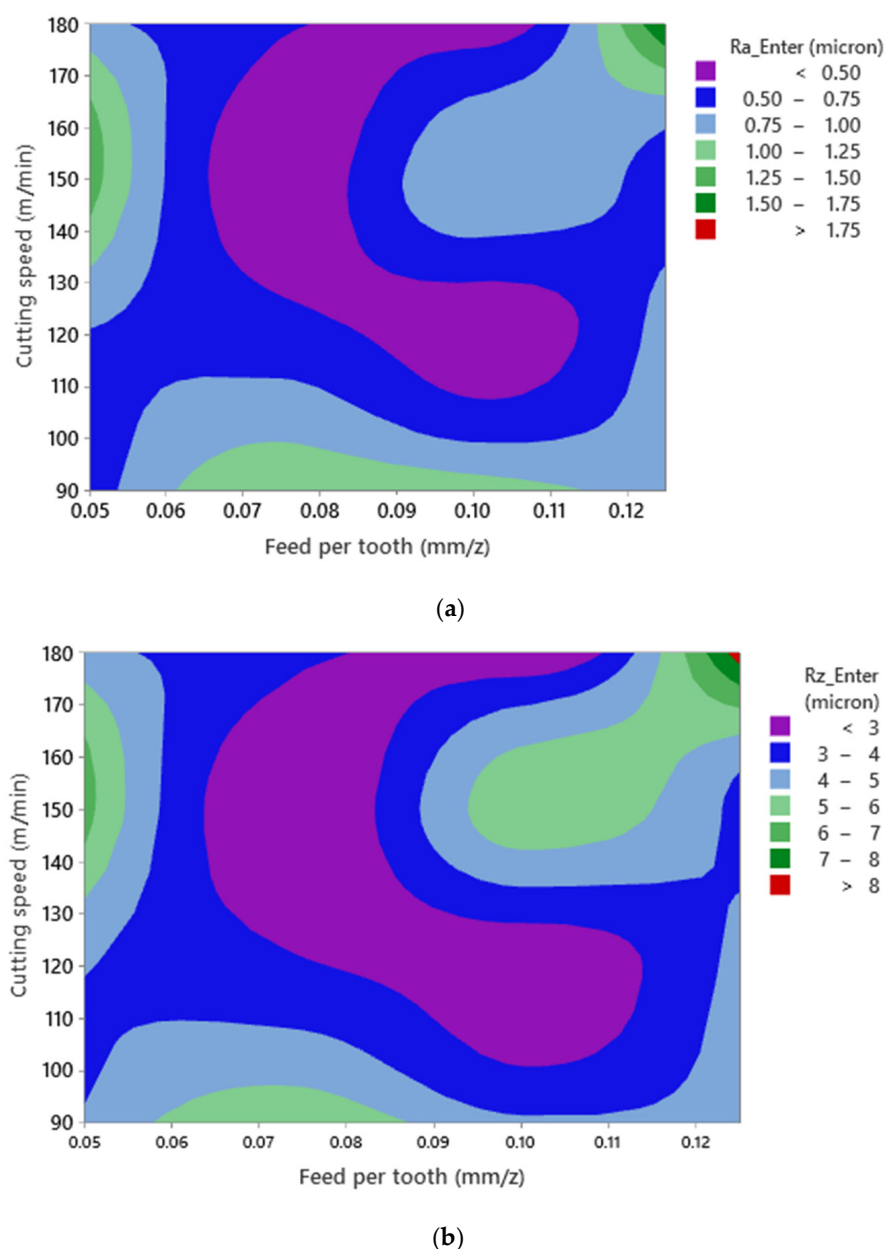 Ra_Enter (micron)
< 0.50
0.50 – 0.75
0.75 – 1.00
1.00 – 1.25
1.25 – 1.50
1.50 – 1.75
> 1.75
Cutting speed (m/min)
180
170
160
150
140
130
120
110
100
90
0.05 0.06 0.07 0.08 0.09 0.10 0.11 0.12
Feed per tooth (mm/z)
(a)
Rz_Enter
(micron)
< 3
3 – 4
4 – 5
5 – 6
6 – 7
7 – 8
> 8
Cutting speed (m/min)
180
170
160
150
140
130
120
110
100
90
0.05 0.06 0.07 0.08 0.09 0.10 0.11 0.12
Feed per tooth (mm/z)
(b)